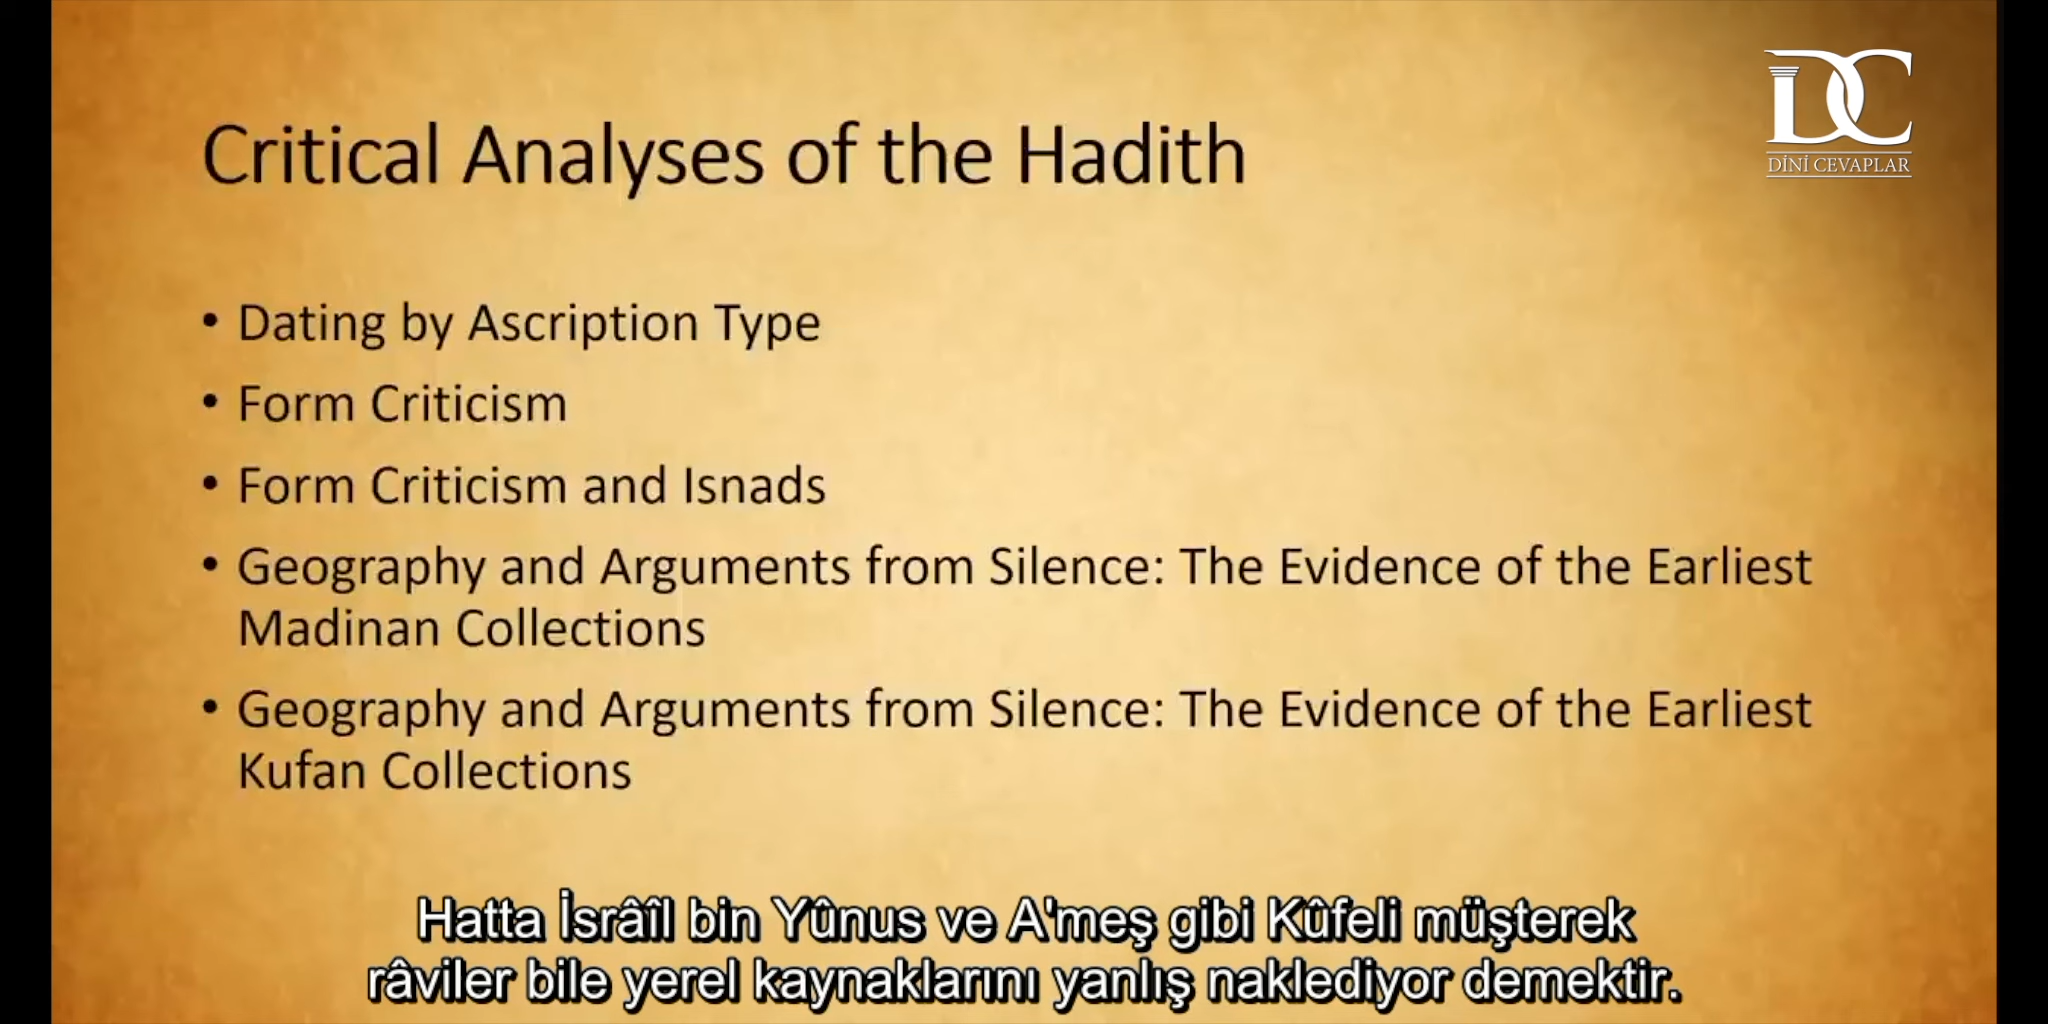 DC
DİNİ CEVAPLAR
Critical Analyses of the Hadith
• Dating by Ascription Type
• Form Criticism
• Form Criticism and Isnads
• Geography and Arguments from Silence: The Evidence of the Earliest
Madinan Collections
• Geography and Arguments from Silence: The Evidence of the Earliest
Kufan Collections
Hatta İsrâîl bin Yûnus ve A'meş gibi Kûfeli müşterek
râviler bile yerel kaynaklarını yanlış naklediyor demektir.